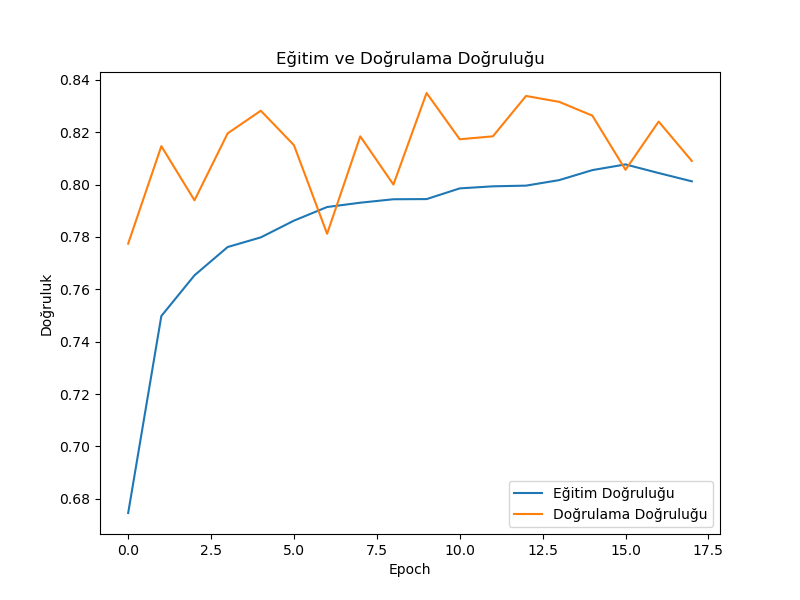 Eğitim ve Doğrulama Doğruluğu
0.84
0.82
0.80
0.78
0.76
0.74
0.72
0.70
0.68
Doğruluk
0.0 2.5 5.0 7.5 10.0 12.5 15.0 17.5
Epoch
Eğitim Doğruluğu
Doğrulama Doğruluğu